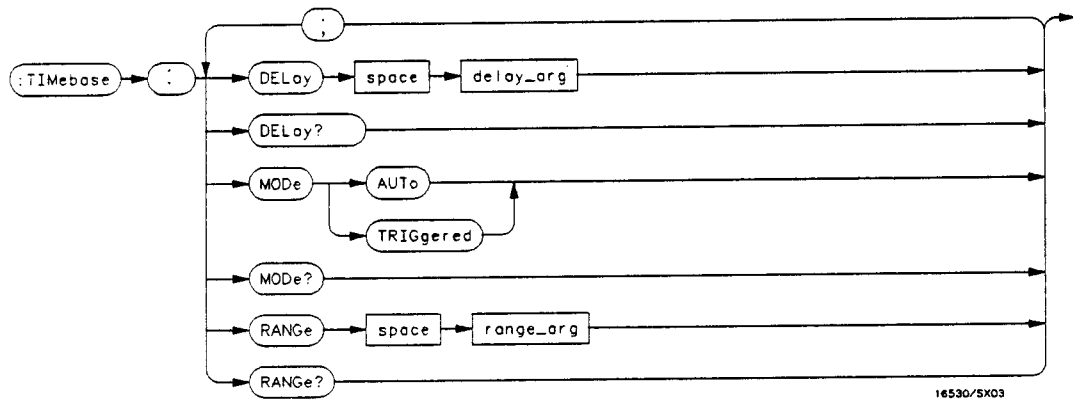 ;
:TIMebase : DELay space delay_arg
DELay?
MODe AUTo
TRIGgered
MODe?
RANGe space range_arg
RANGe?
16530/SX03